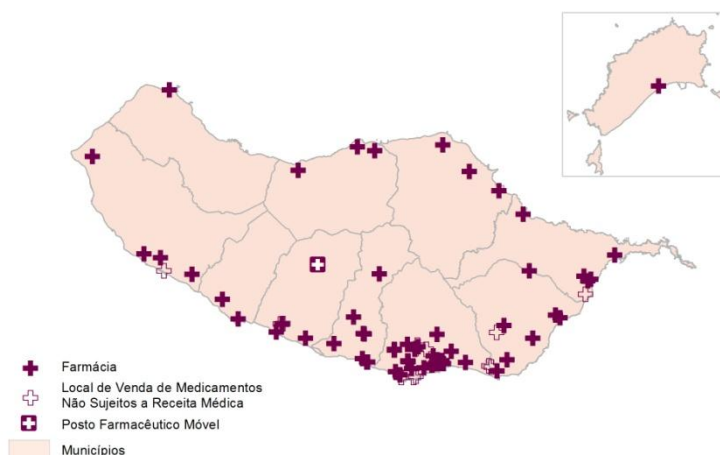 Farmácia
Local de Venda de Medicamentos
Não Sujeitos a Receita Médica
Posto Farmacêutico Móvel
Municípios